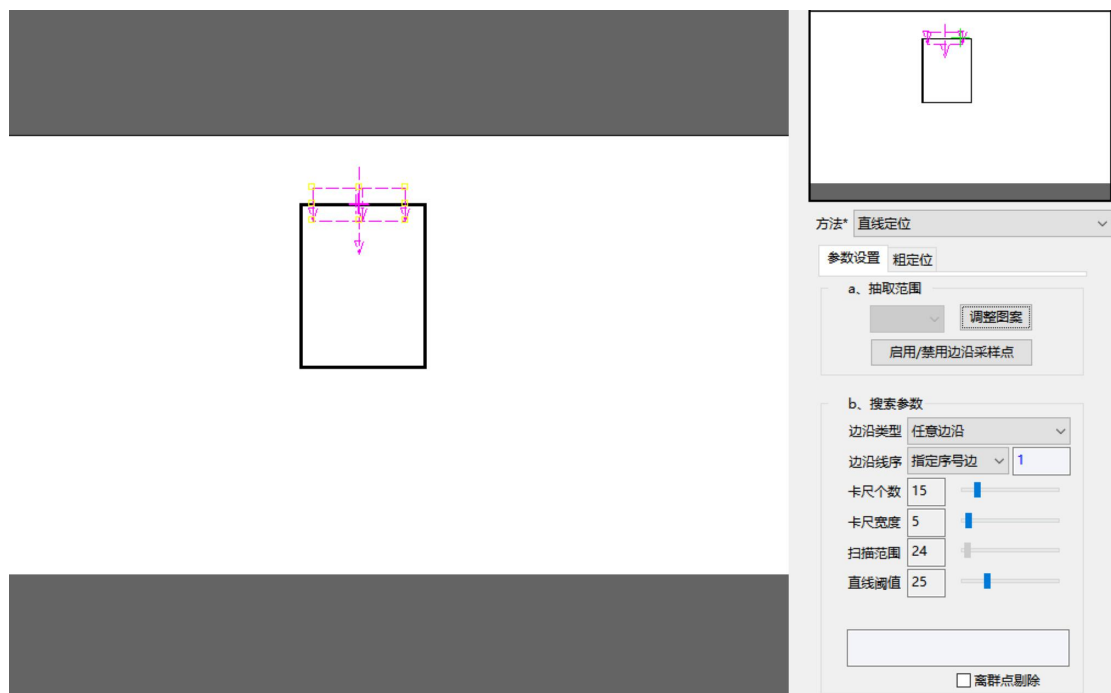 方法* 直线定位
参数设置 粗定位
a、抽取范围
调整图案
启用/禁用边沿采样点
b、搜索参数
边沿类型 任意边沿
边沿线序 指定序号边 1
卡尺个数 15
卡尺宽度 5
扫描范围 24
直线阈值 25
离群点剔除